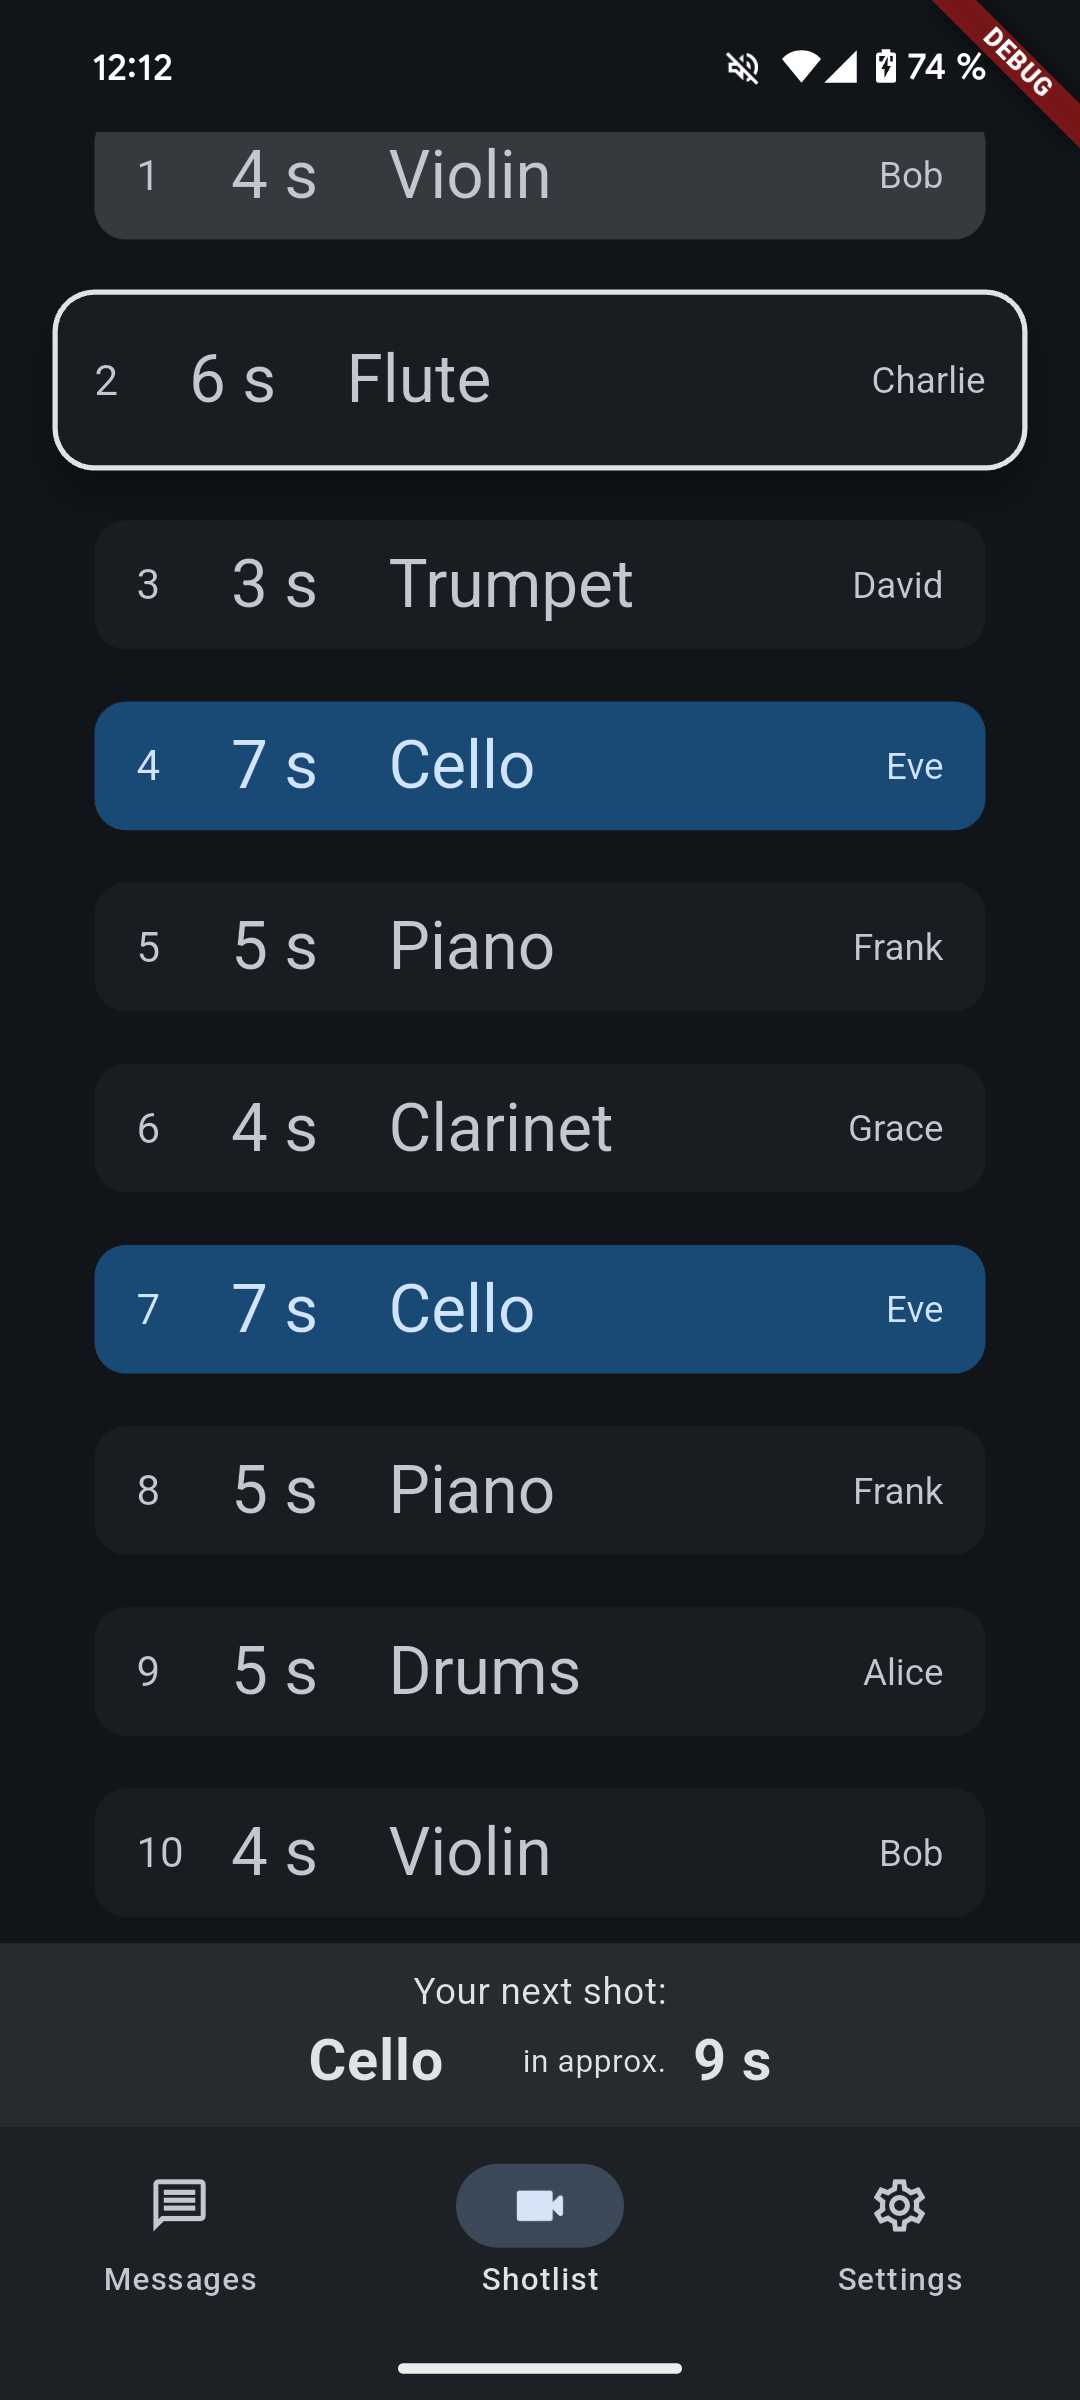 12:12 74 %
DEBUG
1 4 s Violin Bob
2 6 s Flute Charlie
3 3 s Trumpet David
4 7 s Cello Eve
5 5 s Piano Frank
6 4 s Clarinet Grace
7 7 s Cello Eve
8 5 s Piano Frank
9 5 s Drums Alice
10 4 s Violin Bob
Your next shot:
Cello in approx. 9 s
Messages Shotlist Settings